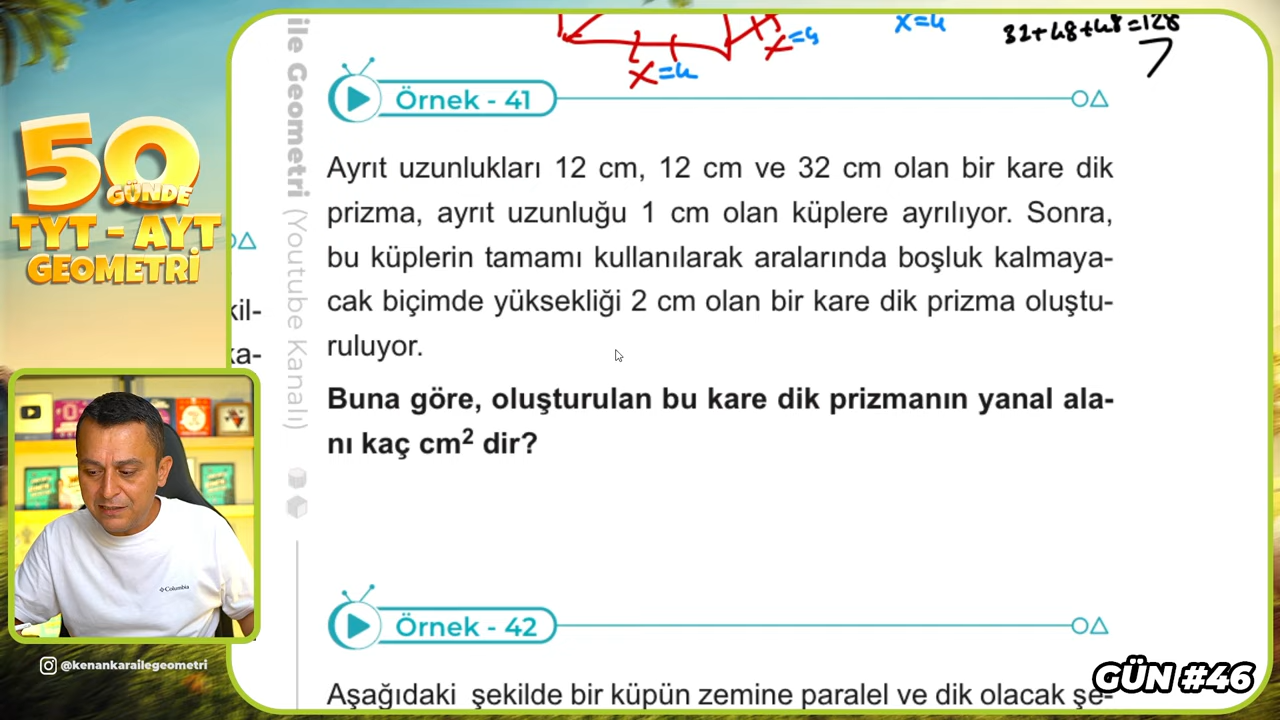 50
GÜNDE
TYT - AYT
GEOMETRİ
kil-
ka-
ile Geometri (Youtube Kanalı)
x=4
x=4
32+48+48=128
x=4
Örnek - 41
Ayrıt uzunlukları 12 cm, 12 cm ve 32 cm olan bir kare dik
prizma, ayrıt uzunluğu 1 cm olan küplere ayrılıyor. Sonra,
bu küplerin tamamı kullanılarak aralarında boşluk kalmaya-
cak biçimde yüksekliği 2 cm olan bir kare dik prizma oluştu-
ruluyor.
Buna göre, oluşturulan bu kare dik prizmanın yanal ala-
nı kaç cm² dir?
Örnek - 42
Aşağıdaki şekilde bir küpün zemine paralel ve dik olacak şe-
Columbia
@kenankarailegeometri
GÜN #46